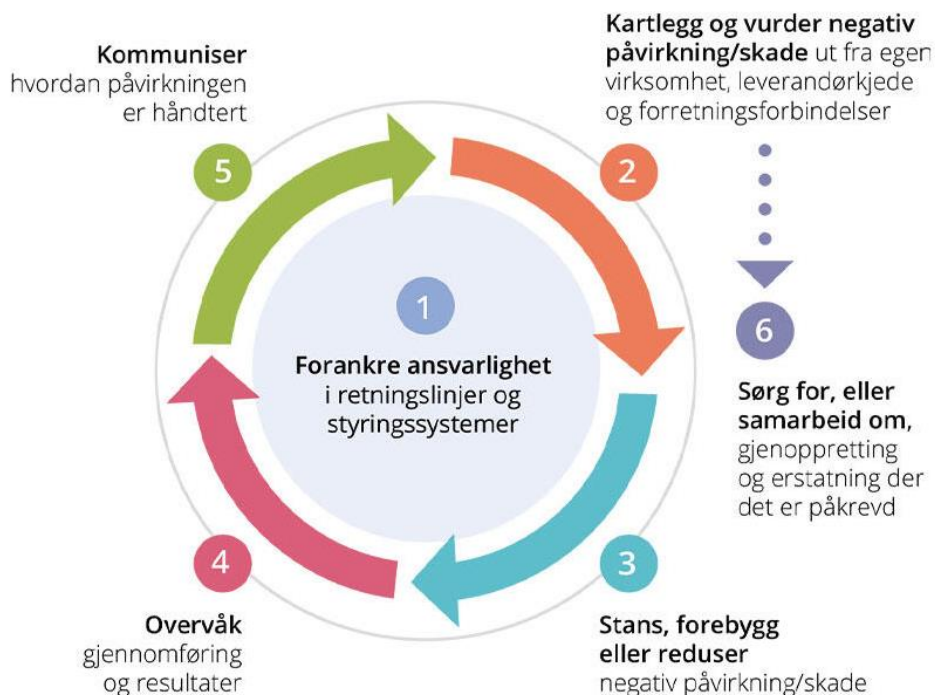 1
Forankre ansvarlighet
i retningslinjer og
styringssystemer
2
Kartlegg og vurder negativ
påvirkning/skade ut fra egen
virksomhet, leverandørkjede
og forretningsforbindelser
3
Stans, forebygg
eller reduser
negativ påvirkning/skade
4
Overvåk
gjennomføring
og resultater
5
Kommuniser
hvordan påvirkningen
er håndtert
6
Sørg for, eller
samarbeid om,
gjenoppretting
og erstatning der
det er påkrevd